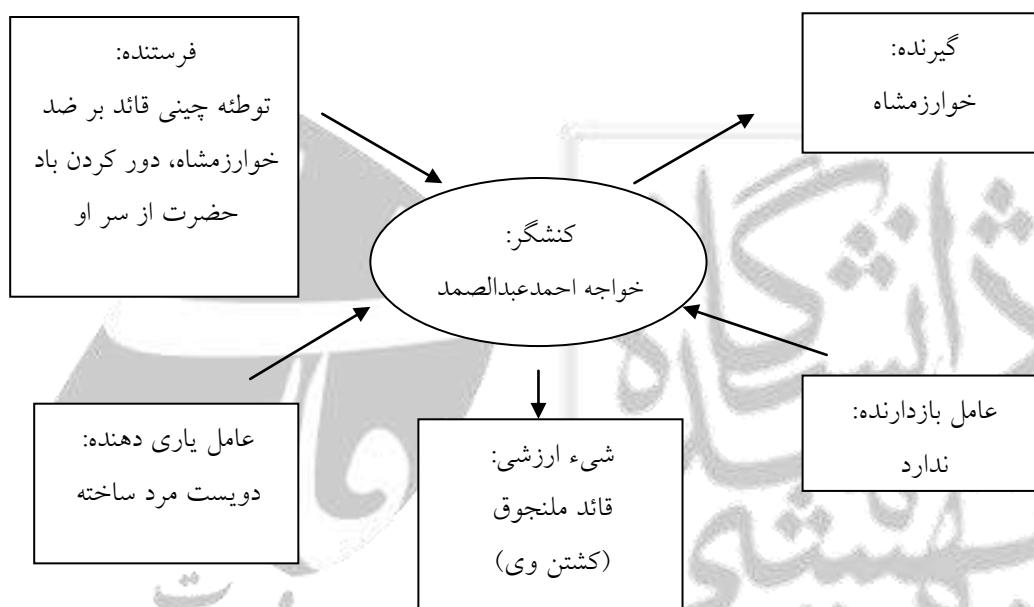 گیرنده:
خوارزمشاه
فرستنده:
توطئه چینی قائد بر ضد
خوارزمشاه، دور کردن باد
حضرت از سر او
کنشگر:
خواجه احمدعبدالصمد
عامل بازدارنده:
ندارد
شیء ارزشی:
قائد ملنجوق
(کشتن وی)
عامل یاری دهنده:
دویست مرد ساخته